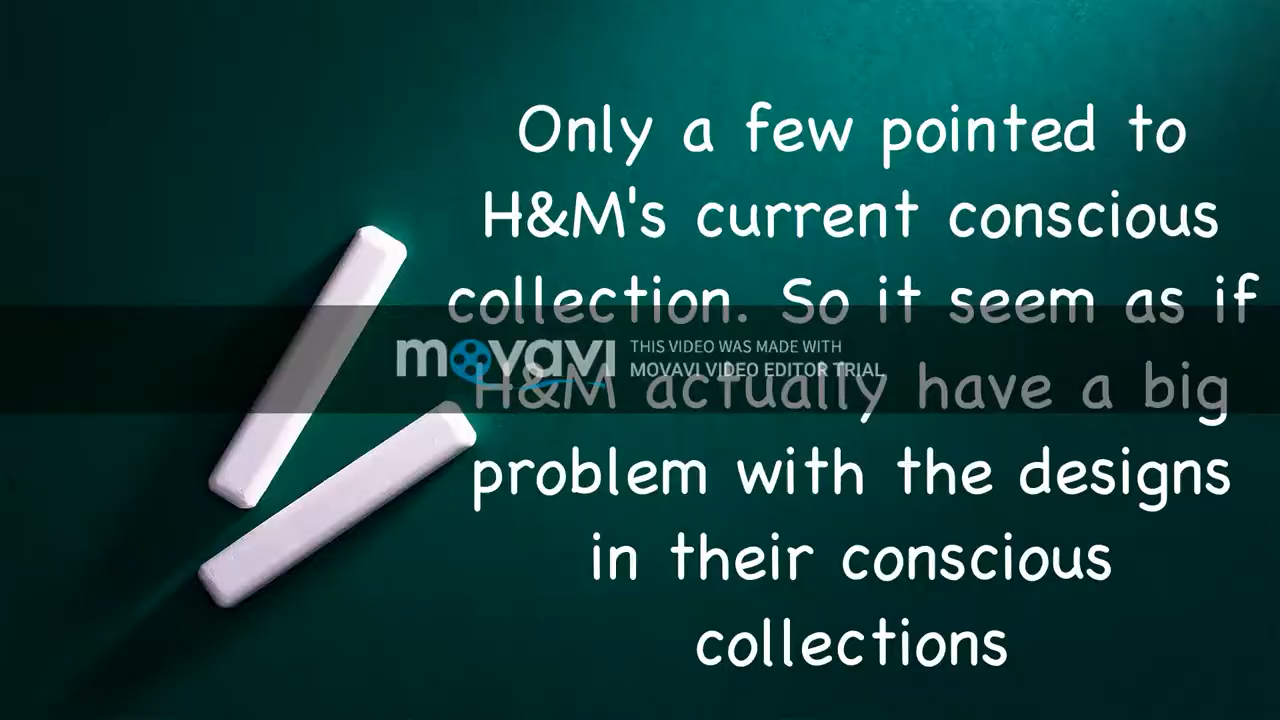 Only a few pointed to
H&M's current conscious
collection. So it seem as if
movavi
THIS VIDEO WAS MADE WITH
MOVAVI VIDEO EDITOR TRIAL
H&M actually have a big
problem with the designs
in their conscious
collections